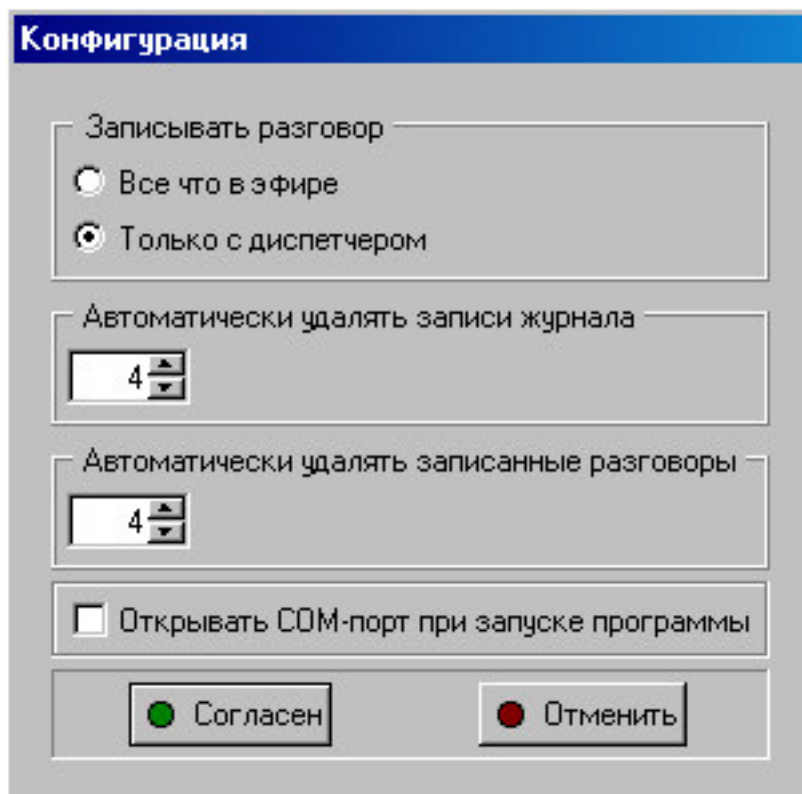 Конфигурация
Записывать разговор
Все что в эфире
Только с диспетчером
Автоматически удалять записи журнала
4
Автоматически удалять записанные разговоры
4
Открывать COM-порт при запуске программы
Согласен Отменить